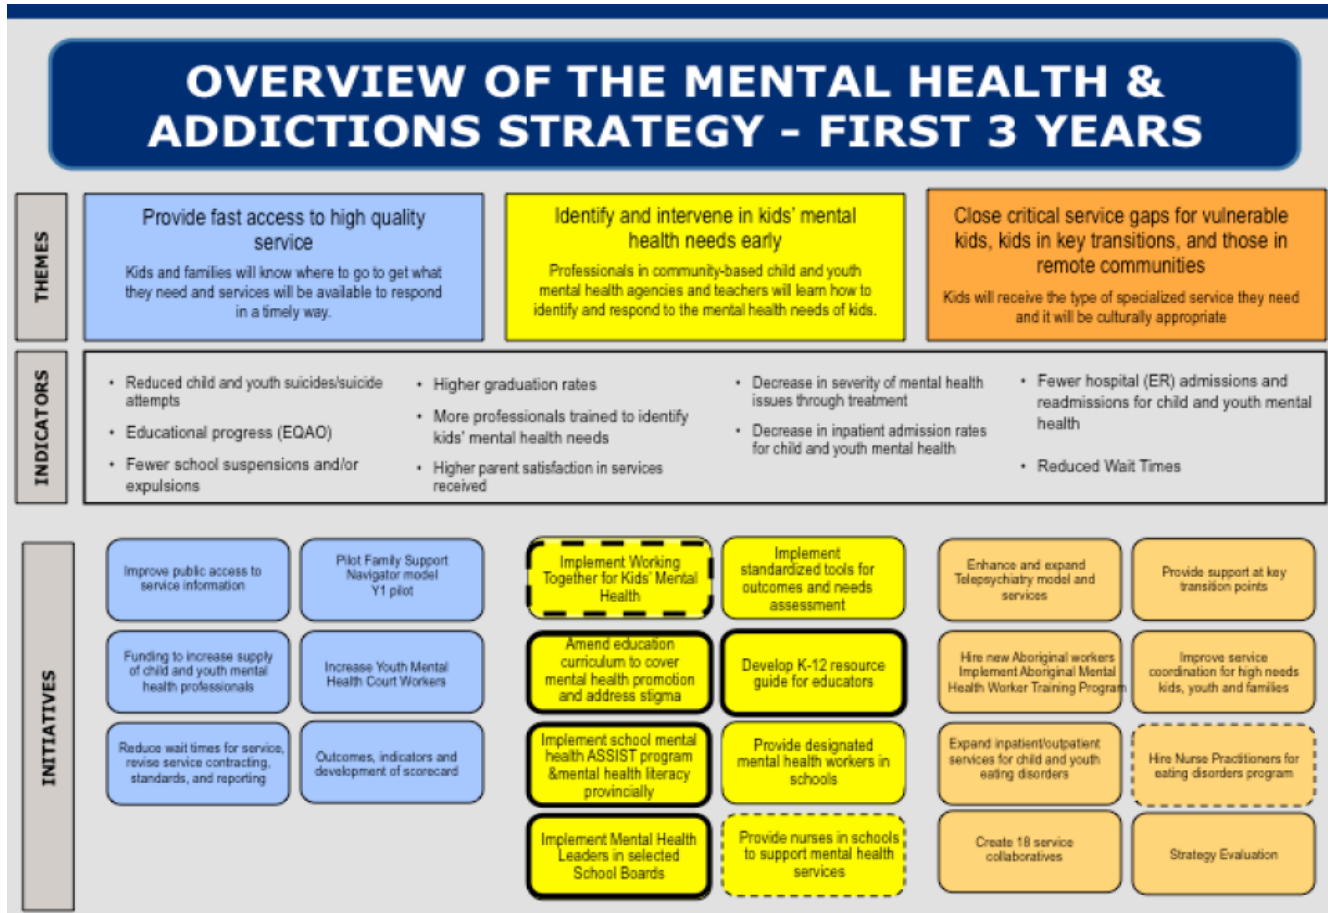 OVERVIEW OF THE MENTAL HEALTH &
ADDICTIONS STRATEGY - FIRST 3 YEARS
THEMES
Provide fast access to high quality
service
Kids and families will know where to go to get what
they need and services will be available to respond
in a timely way.
Identify and intervene in kids' mental
health needs early
Professionals in community-based child and youth
mental health agencies and teachers will learn how to
identify and respond to the mental health needs of kids.
Close critical service gaps for vulnerable
kids, kids in key transitions, and those in
remote communities
Kids will receive the type of specialized service they need
and it will be culturally appropriate
INDICATORS
• Reduced child and youth suicides/suicide
attempts
• Educational progress (EQAO)
• Fewer school suspensions and/or
expulsions
• Higher graduation rates
• More professionals trained to identify
kids' mental health needs
• Higher parent satisfaction in services
received
• Decrease in severity of mental health
issues through treatment
• Decrease in inpatient admission rates
for child and youth mental health
• Fewer hospital (ER) admissions and
readmissions for child and youth mental
health
• Reduced Wait Times
INITIATIVES
Improve public access to
service information
Pilot Family Support
Navigator model
Y1 pilot
Funding to increase supply
of child and youth mental
health professionals
Increase Youth Mental
Health Court Workers
Reduce wait times for service,
revise service contracting,
standards, and reporting
Outcomes, indicators and
development of scorecard
Implement Working
Together for Kids' Mental
Health
Implement
standardized tools for
outcomes and needs
assessment
Amend education
curriculum to cover
mental health promotion
and address stigma
Develop K-12 resource
guide for educators
Implement school mental
health ASSIST program
&mental health literacy
provincially
Provide designated
mental health workers in
schools
Implement Mental Health
Leaders in selected
School Boards
Provide nurses in schools
to support mental health
services
Enhance and expand
Telepsychiatry model and
services
Provide support at key
transition points
Hire new Aboriginal workers
Implement Aboriginal Mental
Health Worker Training Program
Improve service
coordination for high needs
kids, youth and families
Expand inpatient/outpatient
services for child and youth
eating disorders
Hire Nurse Practitioners for
eating disorders program
Create 18 service
collaboratives
Strategy Evaluation